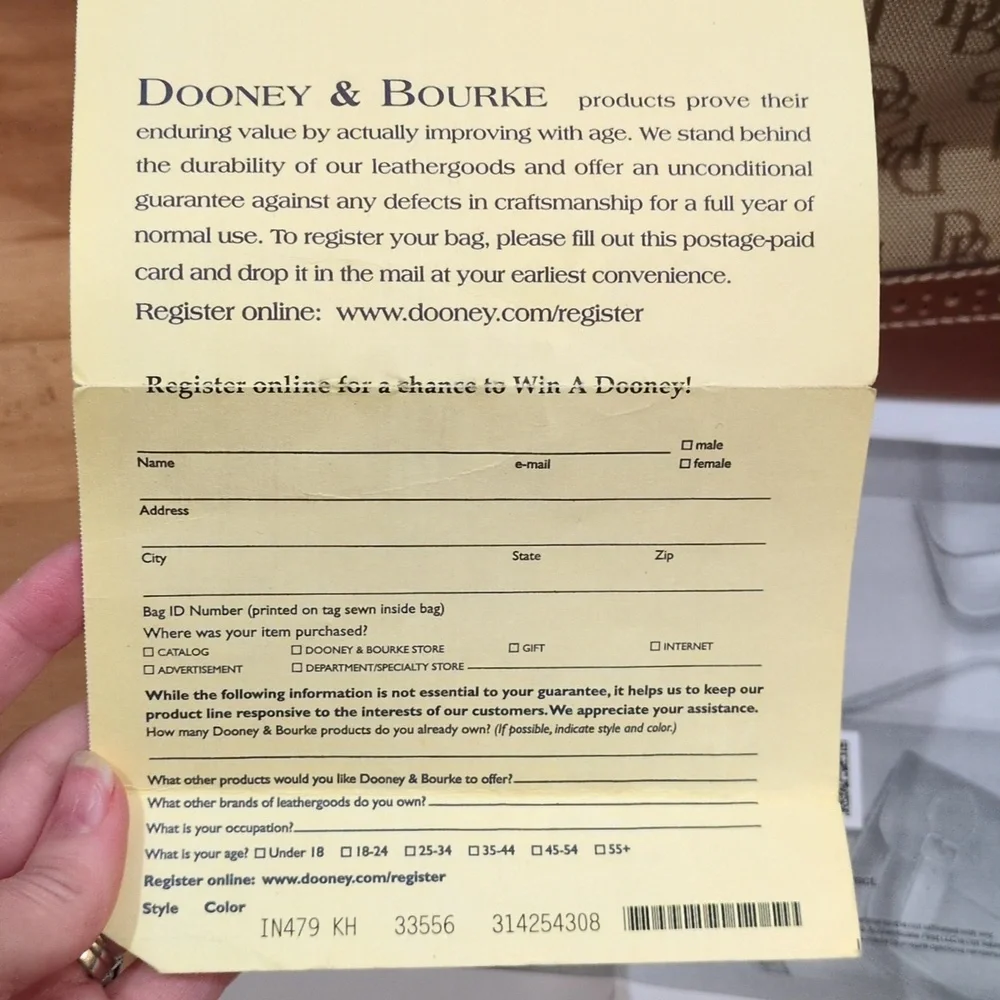 DOONEY & BOURKE products prove their
enduring value by actually improving with age. We stand behind
the durability of our leathergoods and offer an unconditional
guarantee against any defects in craftsmanship for a full year of
normal use. To register your bag, please fill out this postage-paid
card and drop it in the mail at your earliest convenience.
Register online: www.dooney.com/register
Register online for a chance to Win A Dooney!
male
Name e-mail female
Address
City State Zip
Bag ID Number (printed on tag sewn inside bag)
Where was your item purchased?
CATALOG DOONEY & BOURKE STORE GIFT INTERNET
ADVERTISEMENT DEPARTMENT/SPECIALTY STORE
While the following information is not essential to your guarantee, it helps us to keep our
product line responsive to the interests of our customers. We appreciate your assistance.
How many Dooney & Bourke products do you already own? (If possible, indicate style and color.)
What other products would you like Dooney & Bourke to offer?
What other brands of leathergoods do you own?
What is your occupation?
What is your age? Under 18 18-24 25-34 35-44 45-54 55+
Register online: www.dooney.com/register
Style Color
IN479 KH 33556 314254308